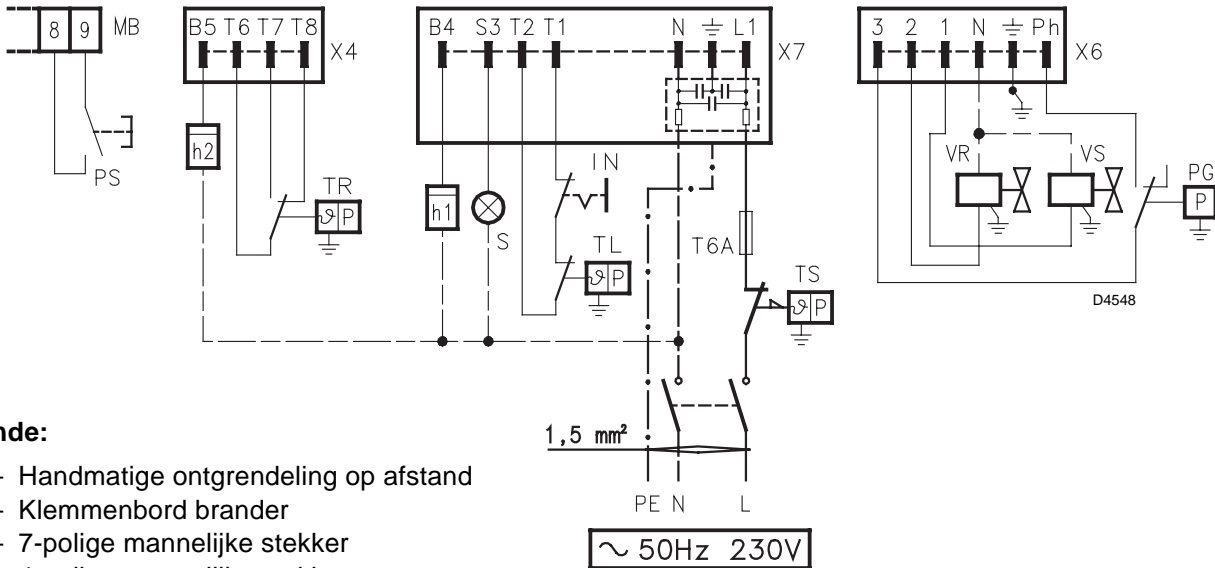 8 9 MB
B5 T6 T7 T8 X4
B4 S3 T2 T1 N L1 X7
3 2 1 N Ph X6
h2
PS
TR
ϑ P
h1
S
IN
TL
ϑ P
T6A
TS
ϑ P
VR VS
PG
P
D4548
nde:
1,5 mm²
- Handmatige ontgrendeling op afstand
- Klemmenbord brander
- 7-polige mannelijke stekker
PE N L
~ 50Hz 230V